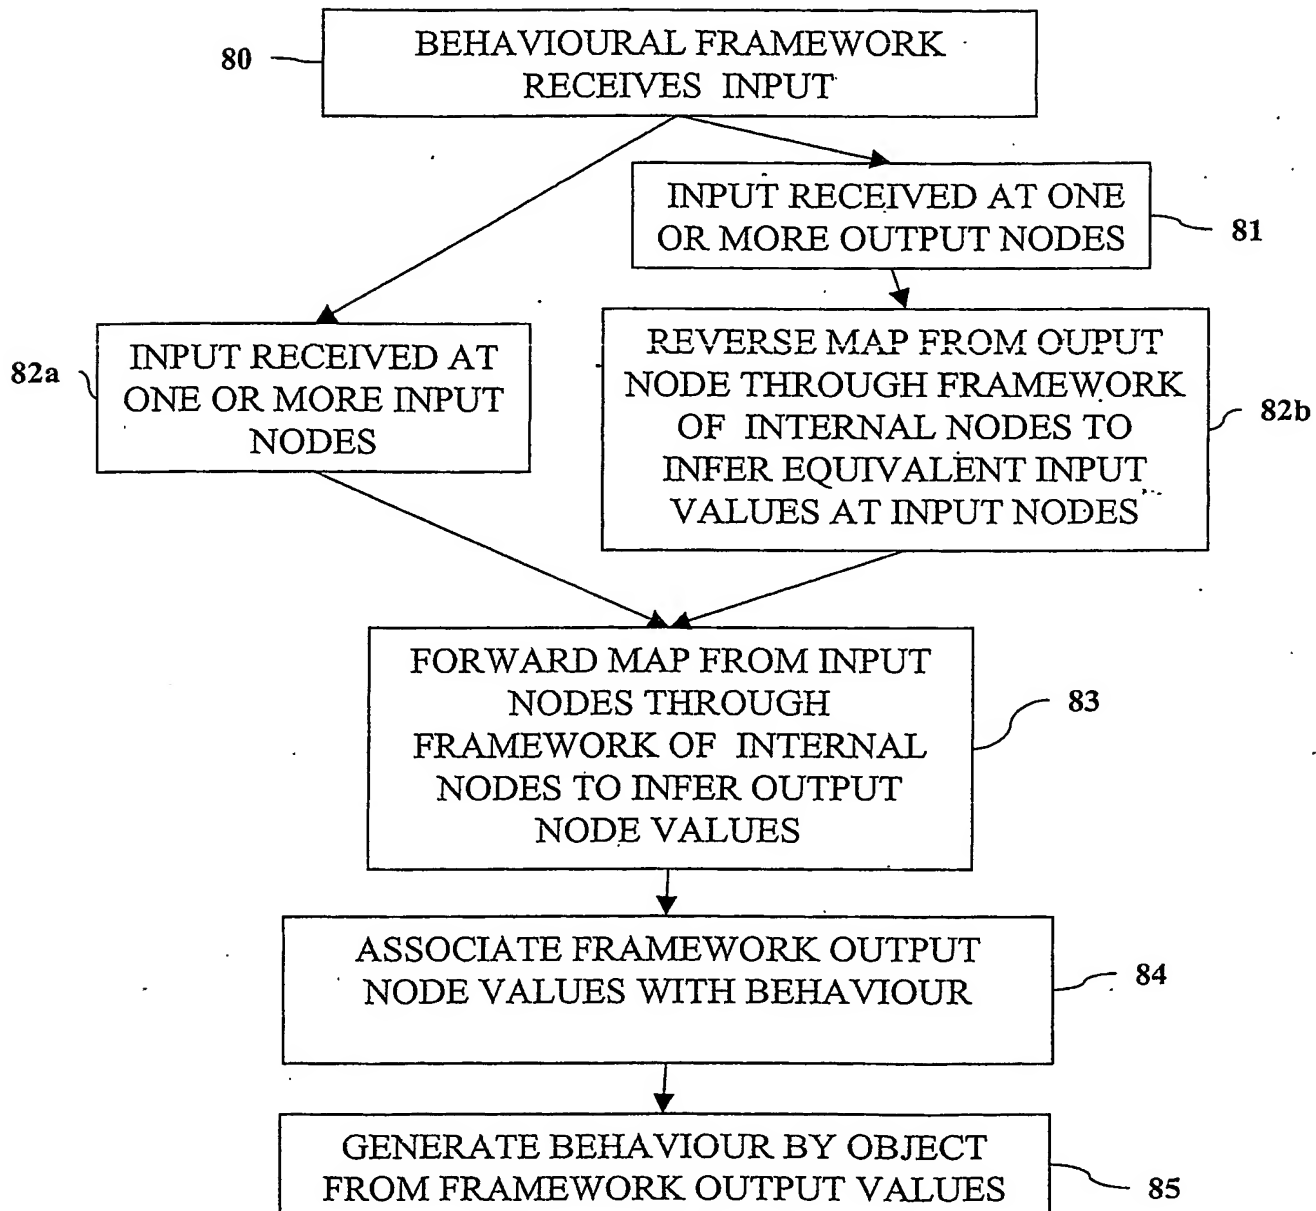 80
BEHAVIOURAL FRAMEWORK
RECEIVES INPUT
INPUT RECEIVED AT ONE
OR MORE OUTPUT NODES
81
82a
INPUT RECEIVED AT
ONE OR MORE INPUT
NODES
REVERSE MAP FROM OUPUT
NODE THROUGH FRAMEWORK
OF INTERNAL NODES TO
INFER EQUIVALENT INPUT
VALUES AT INPUT NODES
82b
FORWARD MAP FROM INPUT
NODES THROUGH
FRAMEWORK OF INTERNAL
NODES TO INFER OUTPUT
NODE VALUES
83
ASSOCIATE FRAMEWORK OUTPUT
NODE VALUES WITH BEHAVIOUR
84
GENERATE BEHAVIOUR BY OBJECT
FROM FRAMEWORK OUTPUT VALUES
85